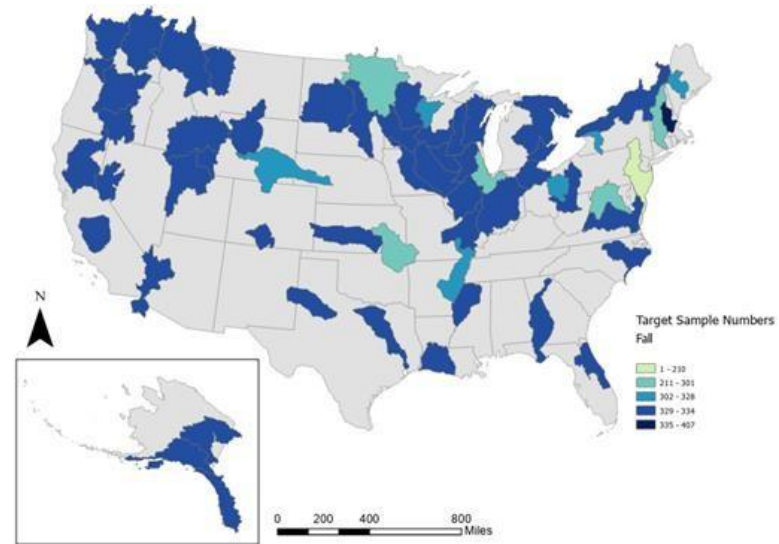 N
Target Sample Numbers
Fall
1 - 210
211 - 301
302 - 328
329 - 334
335 - 407
0 200 400 800
Miles